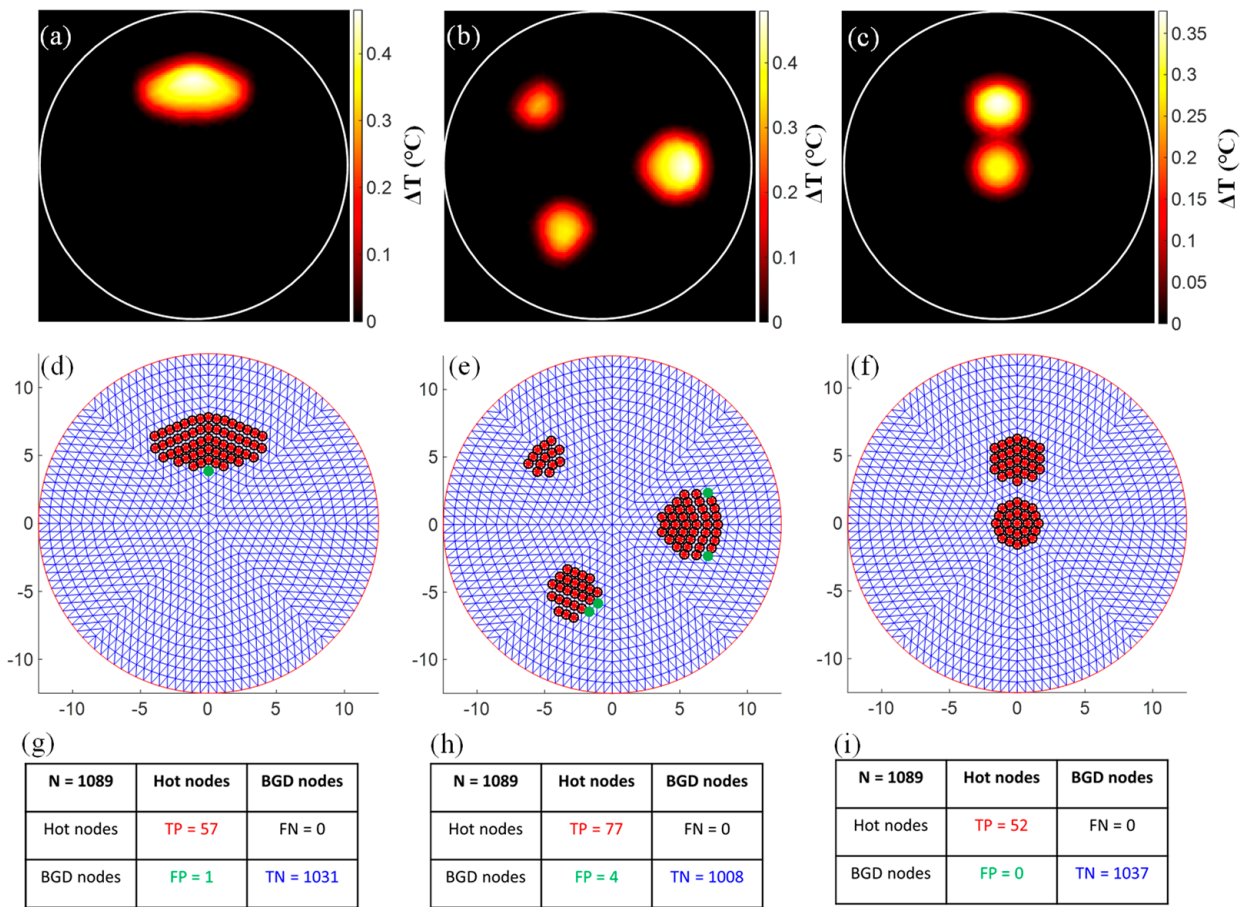 (a)
0.4
0.3
0.2
0.1
0
ΔT (°C)
(b)
0.4
0.3
0.2
0.1
0
ΔT (°C)
(c)
0.35
0.3
0.25
0.2
0.15
0.1
0.05
0
ΔT (°C)
(d)
10
5
0
-5
-10
-10 -5 0 5 10
(e)
10
5
0
-5
-10
-10 -5 0 5 10
(f)
10
5
0
-5
-10
-10 -5 0 5 10
(g)
N = 1089 Hot nodes BGD nodes
Hot nodes TP = 57 FN = 0
BGD nodes FP = 1 TN = 1031
(h)
N = 1089 Hot nodes BGD nodes
Hot nodes TP = 77 FN = 0
BGD nodes FP = 4 TN = 1008
(i)
N = 1089 Hot nodes BGD nodes
Hot nodes TP = 52 FN = 0
BGD nodes FP = 0 TN = 1037